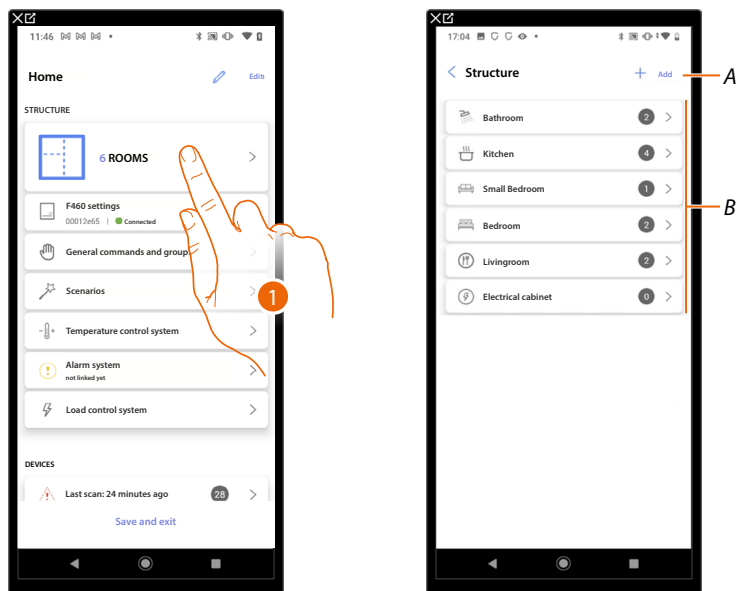 11:46
Home
Edit
STRUCTURE
6 ROOMS
F460 settings
00012e65 | Connected
General commands and group
Scenarios
1
Temperature control system
Alarm system
not linked yet
Load control system
DEVICES
Last scan: 24 minutes ago 28
Save and exit
17:04
Structure
+ Add
A
Bathroom 2
Kitchen 4
Small Bedroom 1
B
Bedroom 2
Livingroom 2
Electrical cabinet 0